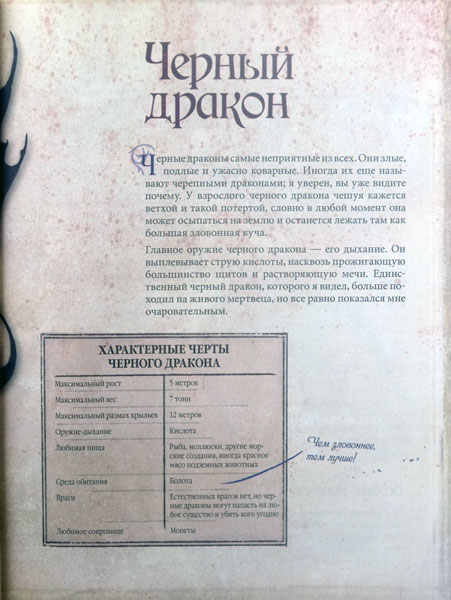 Черный
дракон
Черные драконы самые неприятные из всех. Они злые,
подлые и ужасно коварные. Иногда их еще назы-
вают черепными драконами; я уверен, вы уже видите
почему. У взрослого черного дракона чешуя кажется
ветхой и такой потертой, словно в любой момент она
может осыпаться на землю и останется лежать там как
большая зловонная куча.
Главное оружие черного дракона — его дыхание. Он
выплевывает струю кислоты, насквозь прожигающую
большинство щитов и растворяющую мечи. Единс-
твенный черный дракон, которого я видел, больше по-
ходил на живого мертвеца, но все равно показался мне
очаровательным.
ХАРАКТЕРНЫЕ ЧЕРТЫ
ЧЕРНОГО ДРАКОНА
Максимальный рост 5 метров
Максимальный вес 7 тонн
Максимальный размах крыльев 12 метров
Оружие-дыхание Кислота
Любимая пища Рыба, моллюски, другие мор-
ские создания, иногда красное
мясо подземных животных
Среда обитания Болота
Враги Естественных врагов нет, но чер-
ные драконы могут напасть на лю-
бое существо и убить кого угодно
Любимое сокровище Монеты
Чем зловоннее,
тем лучше!